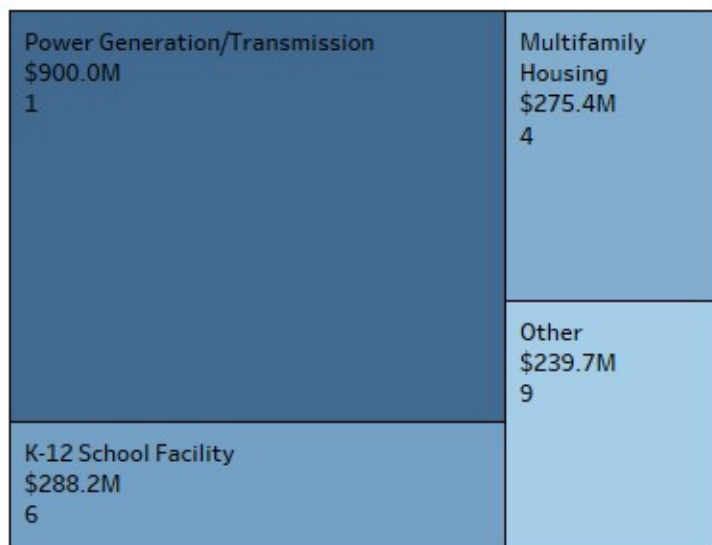 Power Generation/Transmission
$900.0M
1
Multifamily
Housing
$275.4M
4
Other
$239.7M
9
K-12 School Facility
$288.2M
6